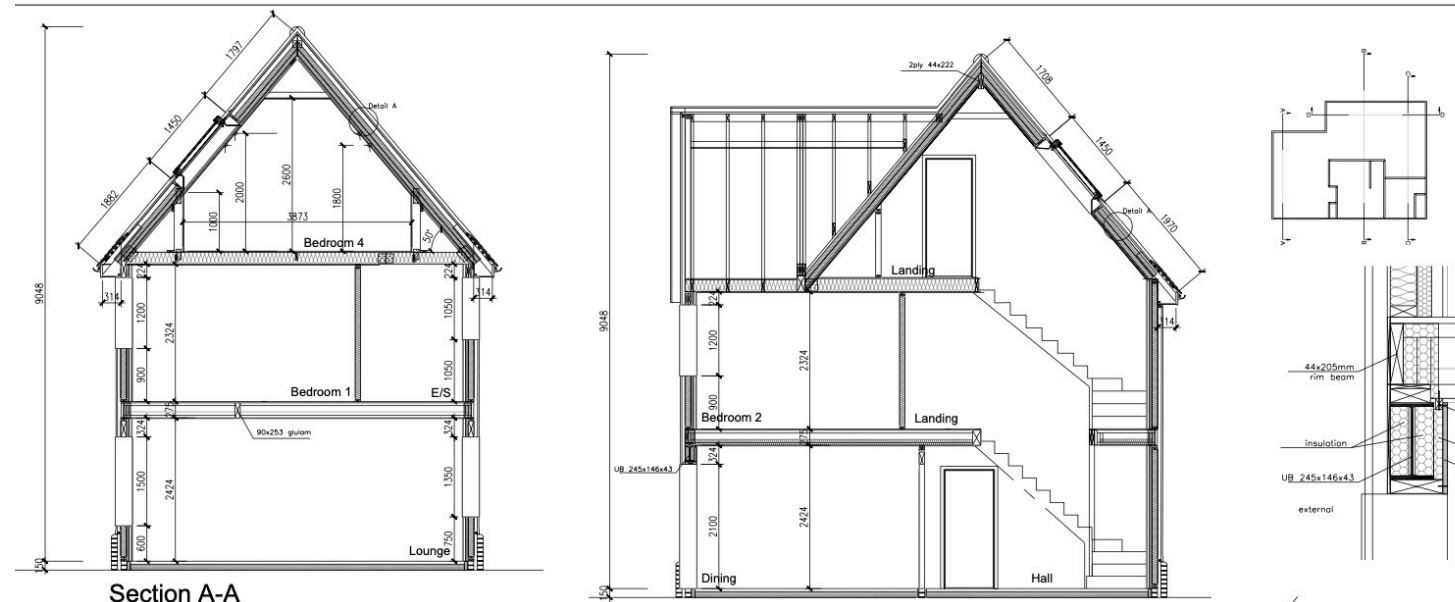 1797
1450
1882
Detail A
2000
2600
1800
1000
3873
50°
Bedroom 4
9048
314
224
1200
2324
900
224
314
1050
1050
Bedroom 1
E/S
275
90x253 glulam
324
1500
2424
600
324
1350
750
Lounge
150
Section A-A
2ply 44x222
1708
1450
1970
Detail A
Landing
9048
224
1200
2324
900
314
Bedroom 2
Landing
275
324
UB 245x146x43
2100
2424
Dining
Hall
150
A
A
B
B
C
C
D
D
44x205mm
rim beam
insulation
UB 245x146x43
external